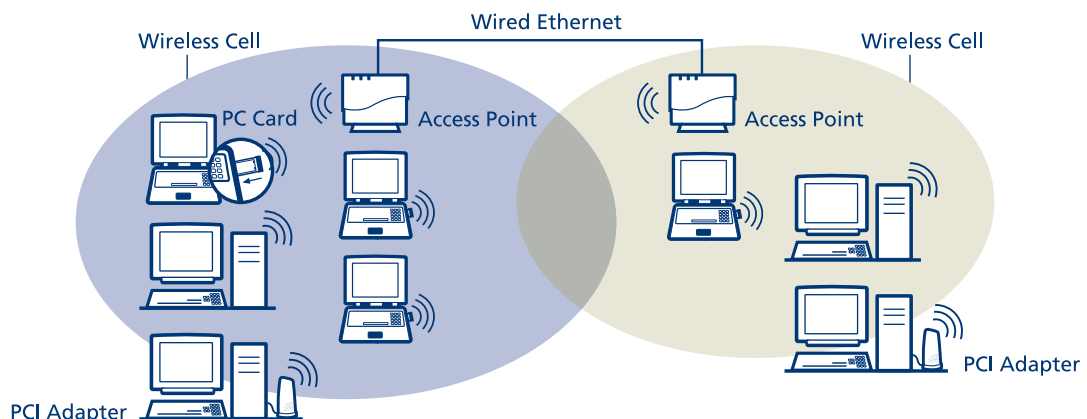 Wired Ethernet
Wireless Cell
Wireless Cell
PC Card
Access Point
Access Point
PCI Adapter
PCI Adapter